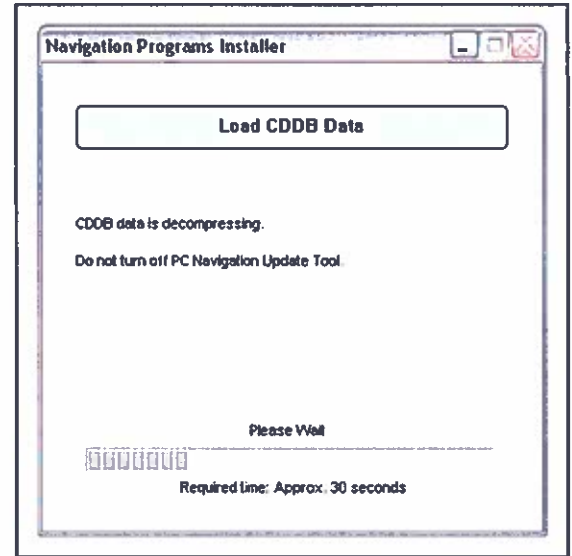 Navigation Programs Installer
Load CDDB Data
CDDB data is decompressing.
Do not turn off PC Navigation Update Tool.
Please Wait
Required time: Approx. 30 seconds